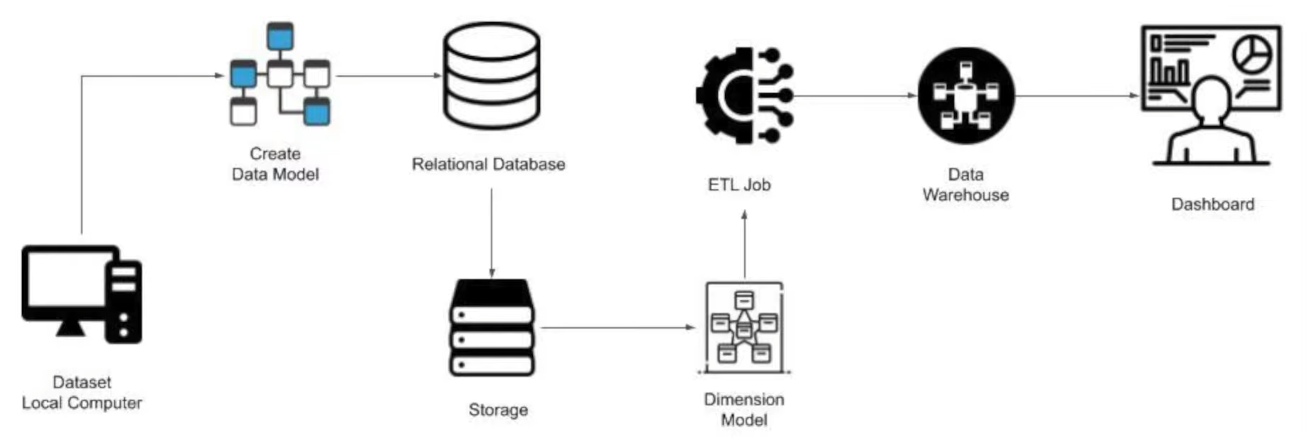 Dataset
Local Computer
Create
Data Model
Relational Database
Storage
Dimension
Model
ETL Job
Data
Warehouse
Dashboard